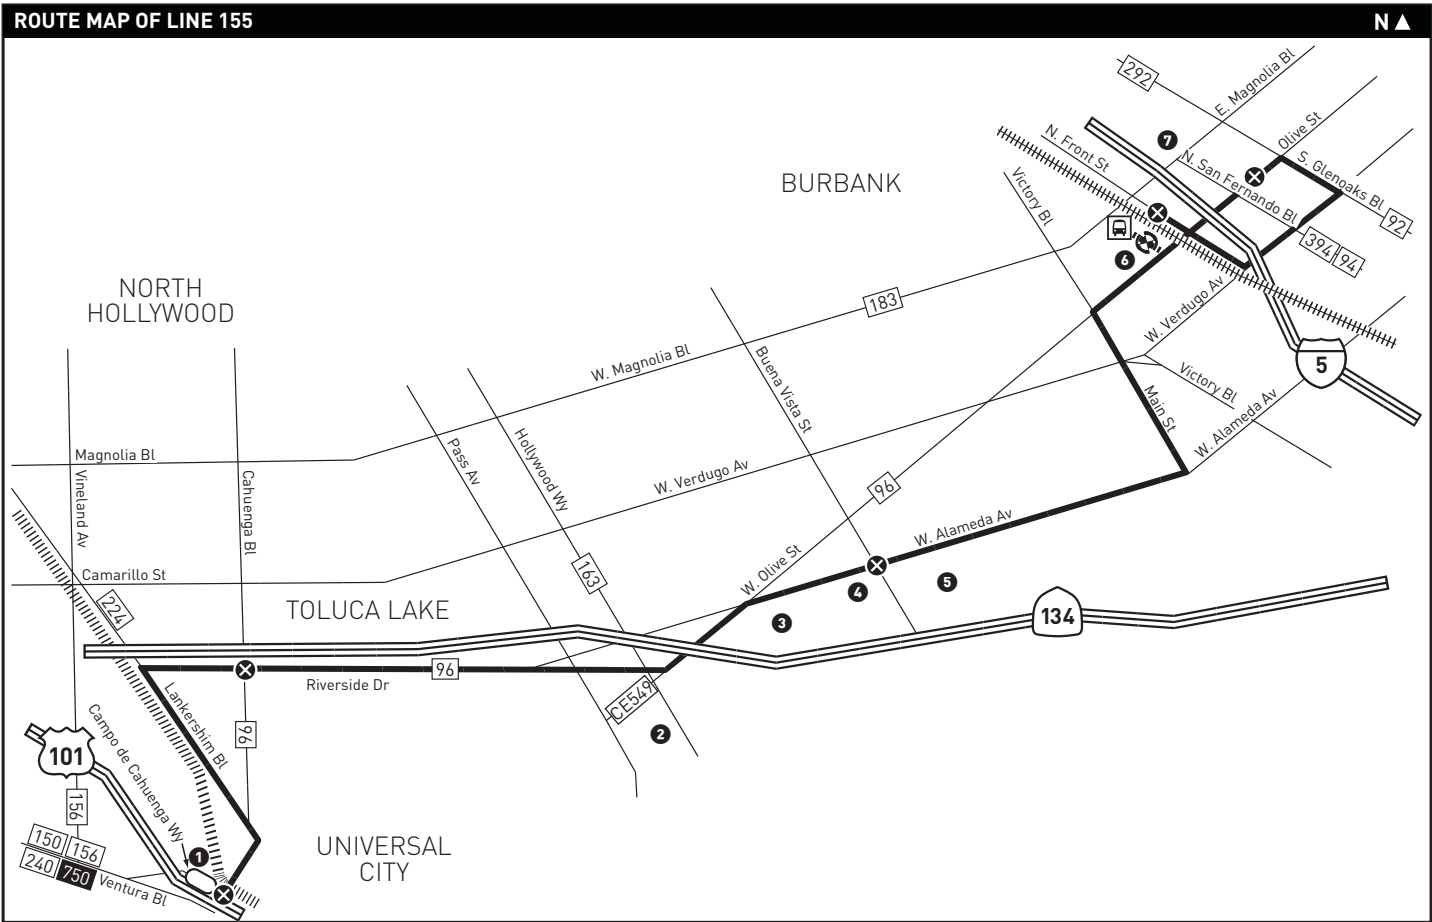 ROUTE MAP OF LINE 155
N
292
E. Magnolia Bl
Olive St
7
N. Front St
N. San Fernando Bl
S. Glenoaks Bl
92
394
94
BURBANK
Victory Bl
6
183
W. Verdugo Av
5
NORTH
HOLLYWOOD
W. Magnolia Bl
Buena Vista St
Victory Bl
Main St
W. Alameda Av
Magnolia Bl
Vineland Av
Cahuenga Bl
Pass Av
Hollywood Wy
W. Verdugo Av
96
W. Alameda Av
Camarillo St
224
163
W. Olive St
TOLUCA LAKE
3
4
5
134
96
Riverside Dr
CE549
2
Lankershim Bl
96
101
Campo de Cahuenga Wy
156
150
156
240
750
Ventura Bl
1
UNIVERSAL
CITY